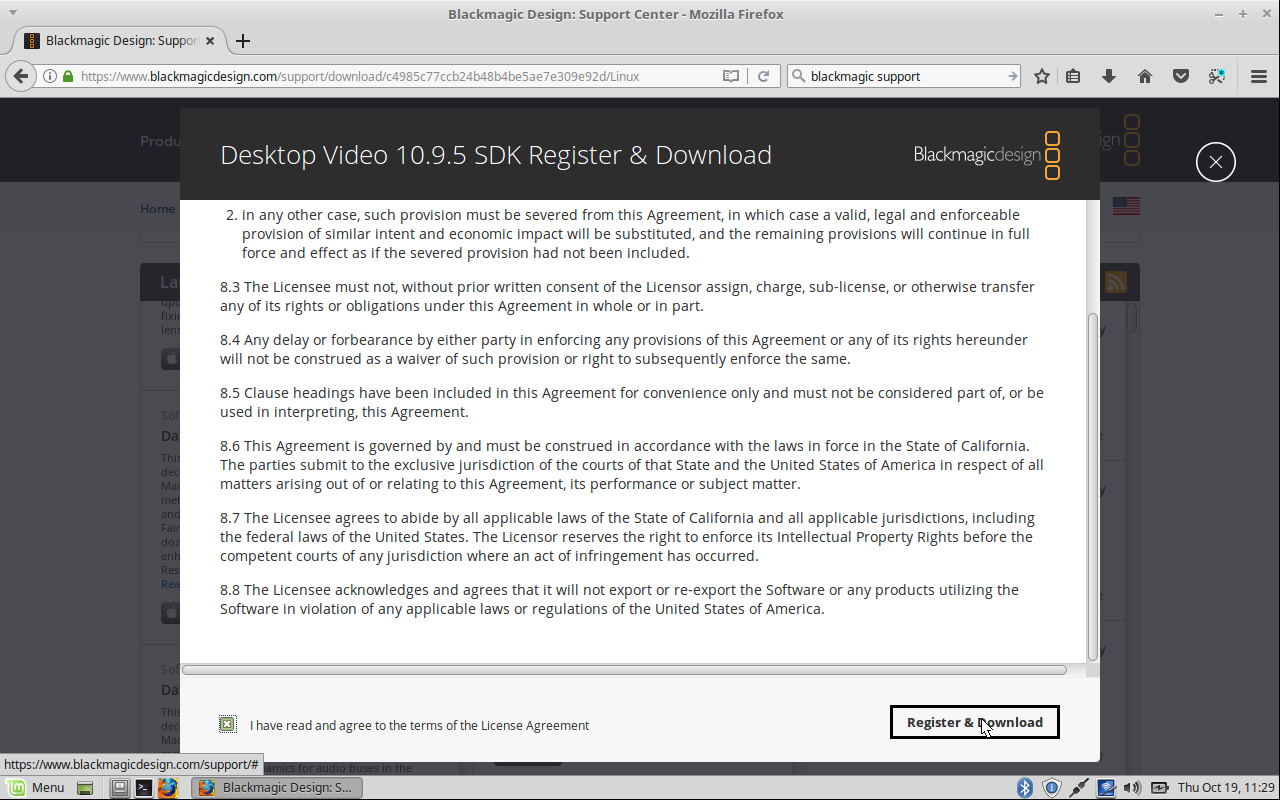 Blackmagic Design: Support Center - Mozilla Firefox
Blackmagic Design: Suppor
https://www.blackmagicdesign.com/support/download/c4985c77ccb24b48b4be5ae7e309e92d/Linux
blackmagic support
Produ
Desktop Video 10.9.5 SDK Register & Download
Blackmagicdesign
Home
2. in any other case, such provision must be severed from this Agreement, in which case a valid, legal and enforceable
provision of similar intent and economic impact will be substituted, and the remaining provisions will continue in full
force and effect as if the severed provision had not been included.
8.3 The Licensee must not, without prior written consent of the Licensor assign, charge, sub-license, or otherwise transfer
any of its rights or obligations under this Agreement in whole or in part.
8.4 Any delay or forbearance by either party in enforcing any provisions of this Agreement or any of its rights hereunder
will not be construed as a waiver of such provision or right to subsequently enforce the same.
8.5 Clause headings have been included in this Agreement for convenience only and must not be considered part of, or be
used in interpreting, this Agreement.
8.6 This Agreement is governed by and must be construed in accordance with the laws in force in the State of California.
The parties submit to the exclusive jurisdiction of the courts of that State and the United States of America in respect of all
matters arising out of or relating to this Agreement, its performance or subject matter.
8.7 The Licensee agrees to abide by all applicable laws of the State of California and all applicable jurisdictions, including
the federal laws of the United States. The Licensor reserves the right to enforce its Intellectual Property Rights before the
competent courts of any jurisdiction where an act of infringement has occurred.
8.8 The Licensee acknowledges and agrees that it will not export or re-export the Software or any products utilizing the
Software in violation of any applicable laws or regulations of the United States of America.
I have read and agree to the terms of the License Agreement
Register & Download
https://www.blackmagicdesign.com/support/#
Menu
Blackmagic Design: S...
Thu Oct 19, 11:29